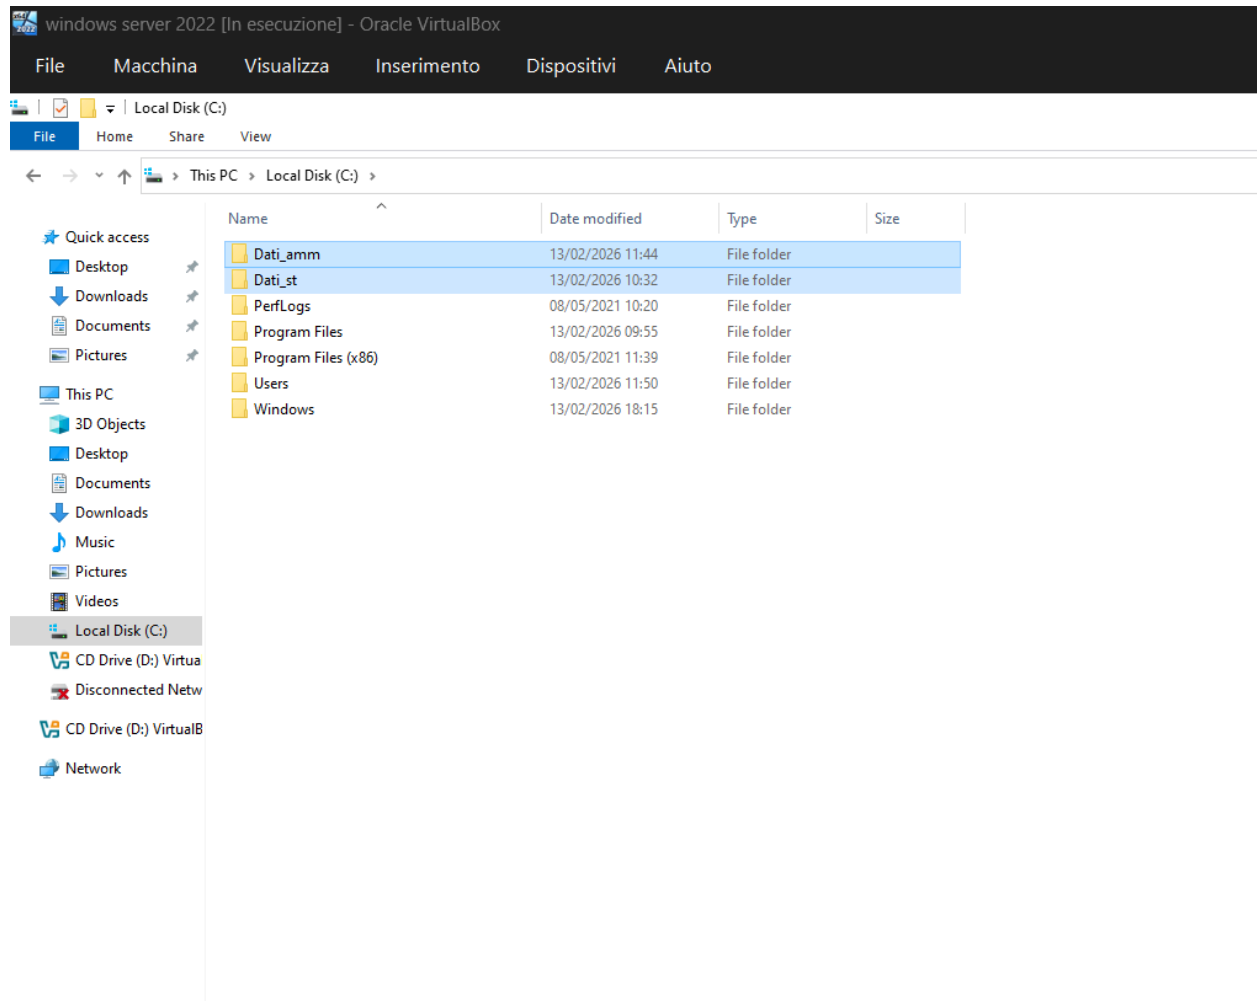 windows server 2022 [In esecuzione] - Oracle VirtualBox
File Macchina Visualizza Inserimento Dispositivi Aiuto
Local Disk (C:)
File Home Share View
This PC > Local Disk (C:) >
Name Date modified Type Size
Quick access
Desktop
Downloads
Documents
Pictures
This PC
3D Objects
Desktop
Documents
Downloads
Music
Pictures
Videos
Local Disk (C:)
CD Drive (D:) Virtua
Disconnected Netw
CD Drive (D:) VirtualB
Network
Dati_amm 13/02/2026 11:44 File folder
Dati_st 13/02/2026 10:32 File folder
PerfLogs 08/05/2021 10:20 File folder
Program Files 13/02/2026 09:55 File folder
Program Files (x86) 08/05/2021 11:39 File folder
Users 13/02/2026 11:50 File folder
Windows 13/02/2026 18:15 File folder